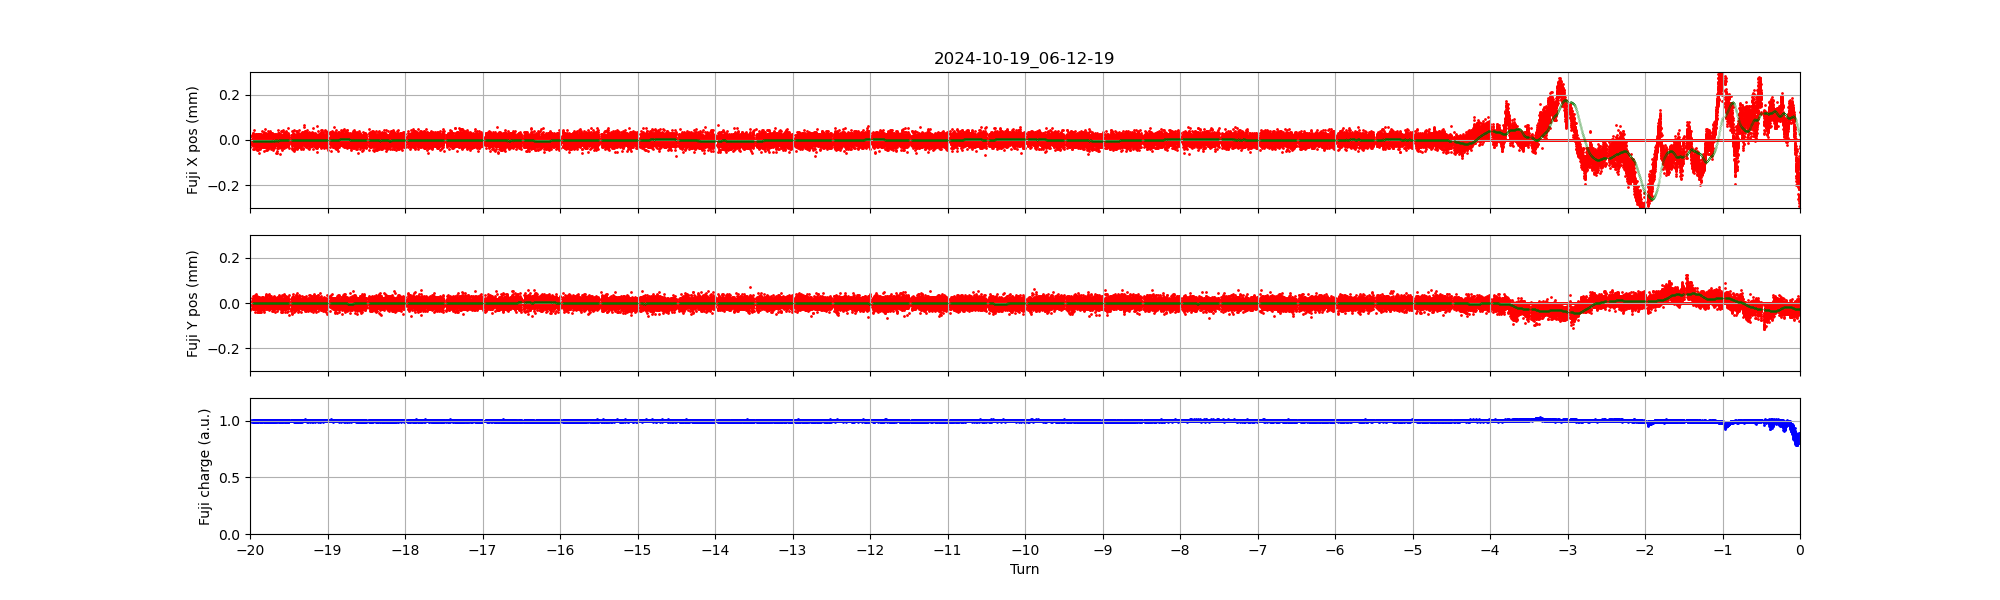 2024-10-19_06-12-19
Fuji X pos (mm)
0.2
0.0
−0.2
Fuji Y pos (mm)
0.2
0.0
−0.2
Fuji charge (a.u.)
1.0
0.5
0.0
−20 −19 −18 −17 −16 −15 −14 −13 −12 −11 −10 −9 −8 −7 −6 −5 −4 −3 −2 −1 0
Turn